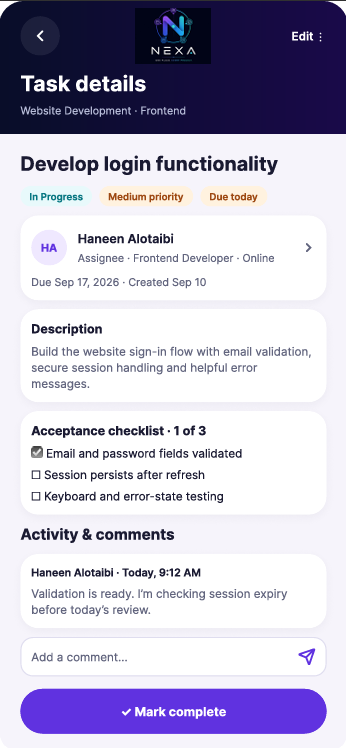 NEXA
Edit
Task details
Website Development · Frontend
Develop login functionality
In Progress
Medium priority
Due today
HA
Haneen Alotaibi
Assignee · Frontend Developer · Online
Due Sep 17, 2026 · Created Sep 10
Description
Build the website sign-in flow with email validation,
secure session handling and helpful error
messages.
Acceptance checklist · 1 of 3
Email and password fields validated
Session persists after refresh
Keyboard and error-state testing
Activity & comments
Haneen Alotaibi · Today, 9:12 AM
Validation is ready. I’m checking session expiry
before today’s review.
Add a comment...
✓ Mark complete